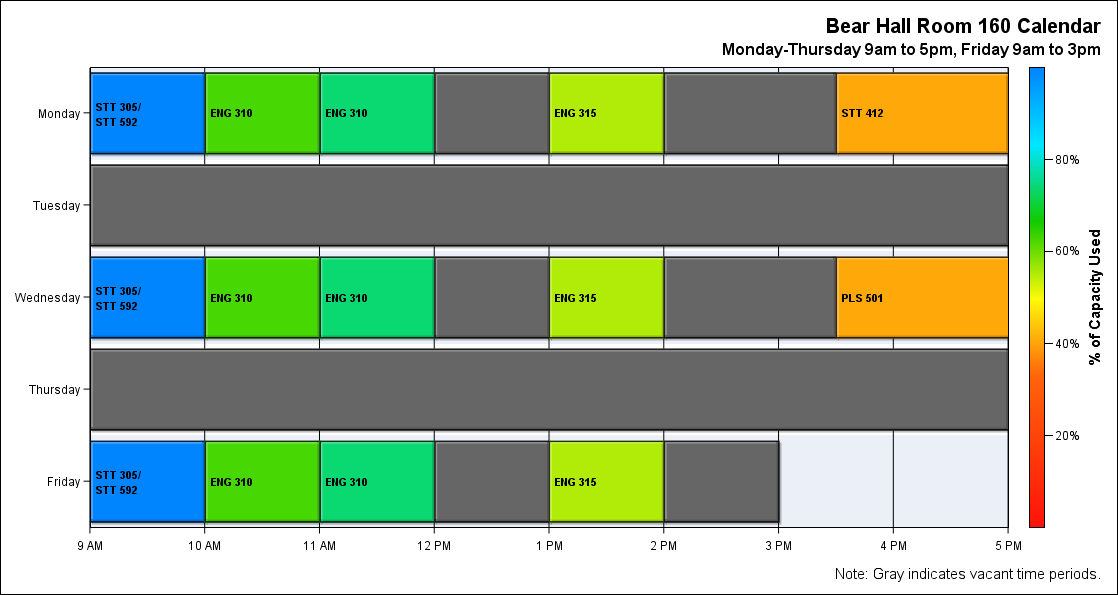 Bear Hall Room 160 Calendar
Monday-Thursday 9am to 5pm, Friday 9am to 3pm
Monday
STT 305/
STT 592
ENG 310
ENG 310
ENG 315
STT 412
Tuesday
Wednesday
STT 305/
STT 592
ENG 310
ENG 310
ENG 315
PLS 501
Thursday
Friday
STT 305/
STT 592
ENG 310
ENG 310
ENG 315
9 AM
10 AM
11 AM
12 PM
1 PM
2 PM
3 PM
4 PM
5 PM
80%
60%
40%
20%
% of Capacity Used
Note: Gray indicates vacant time periods.